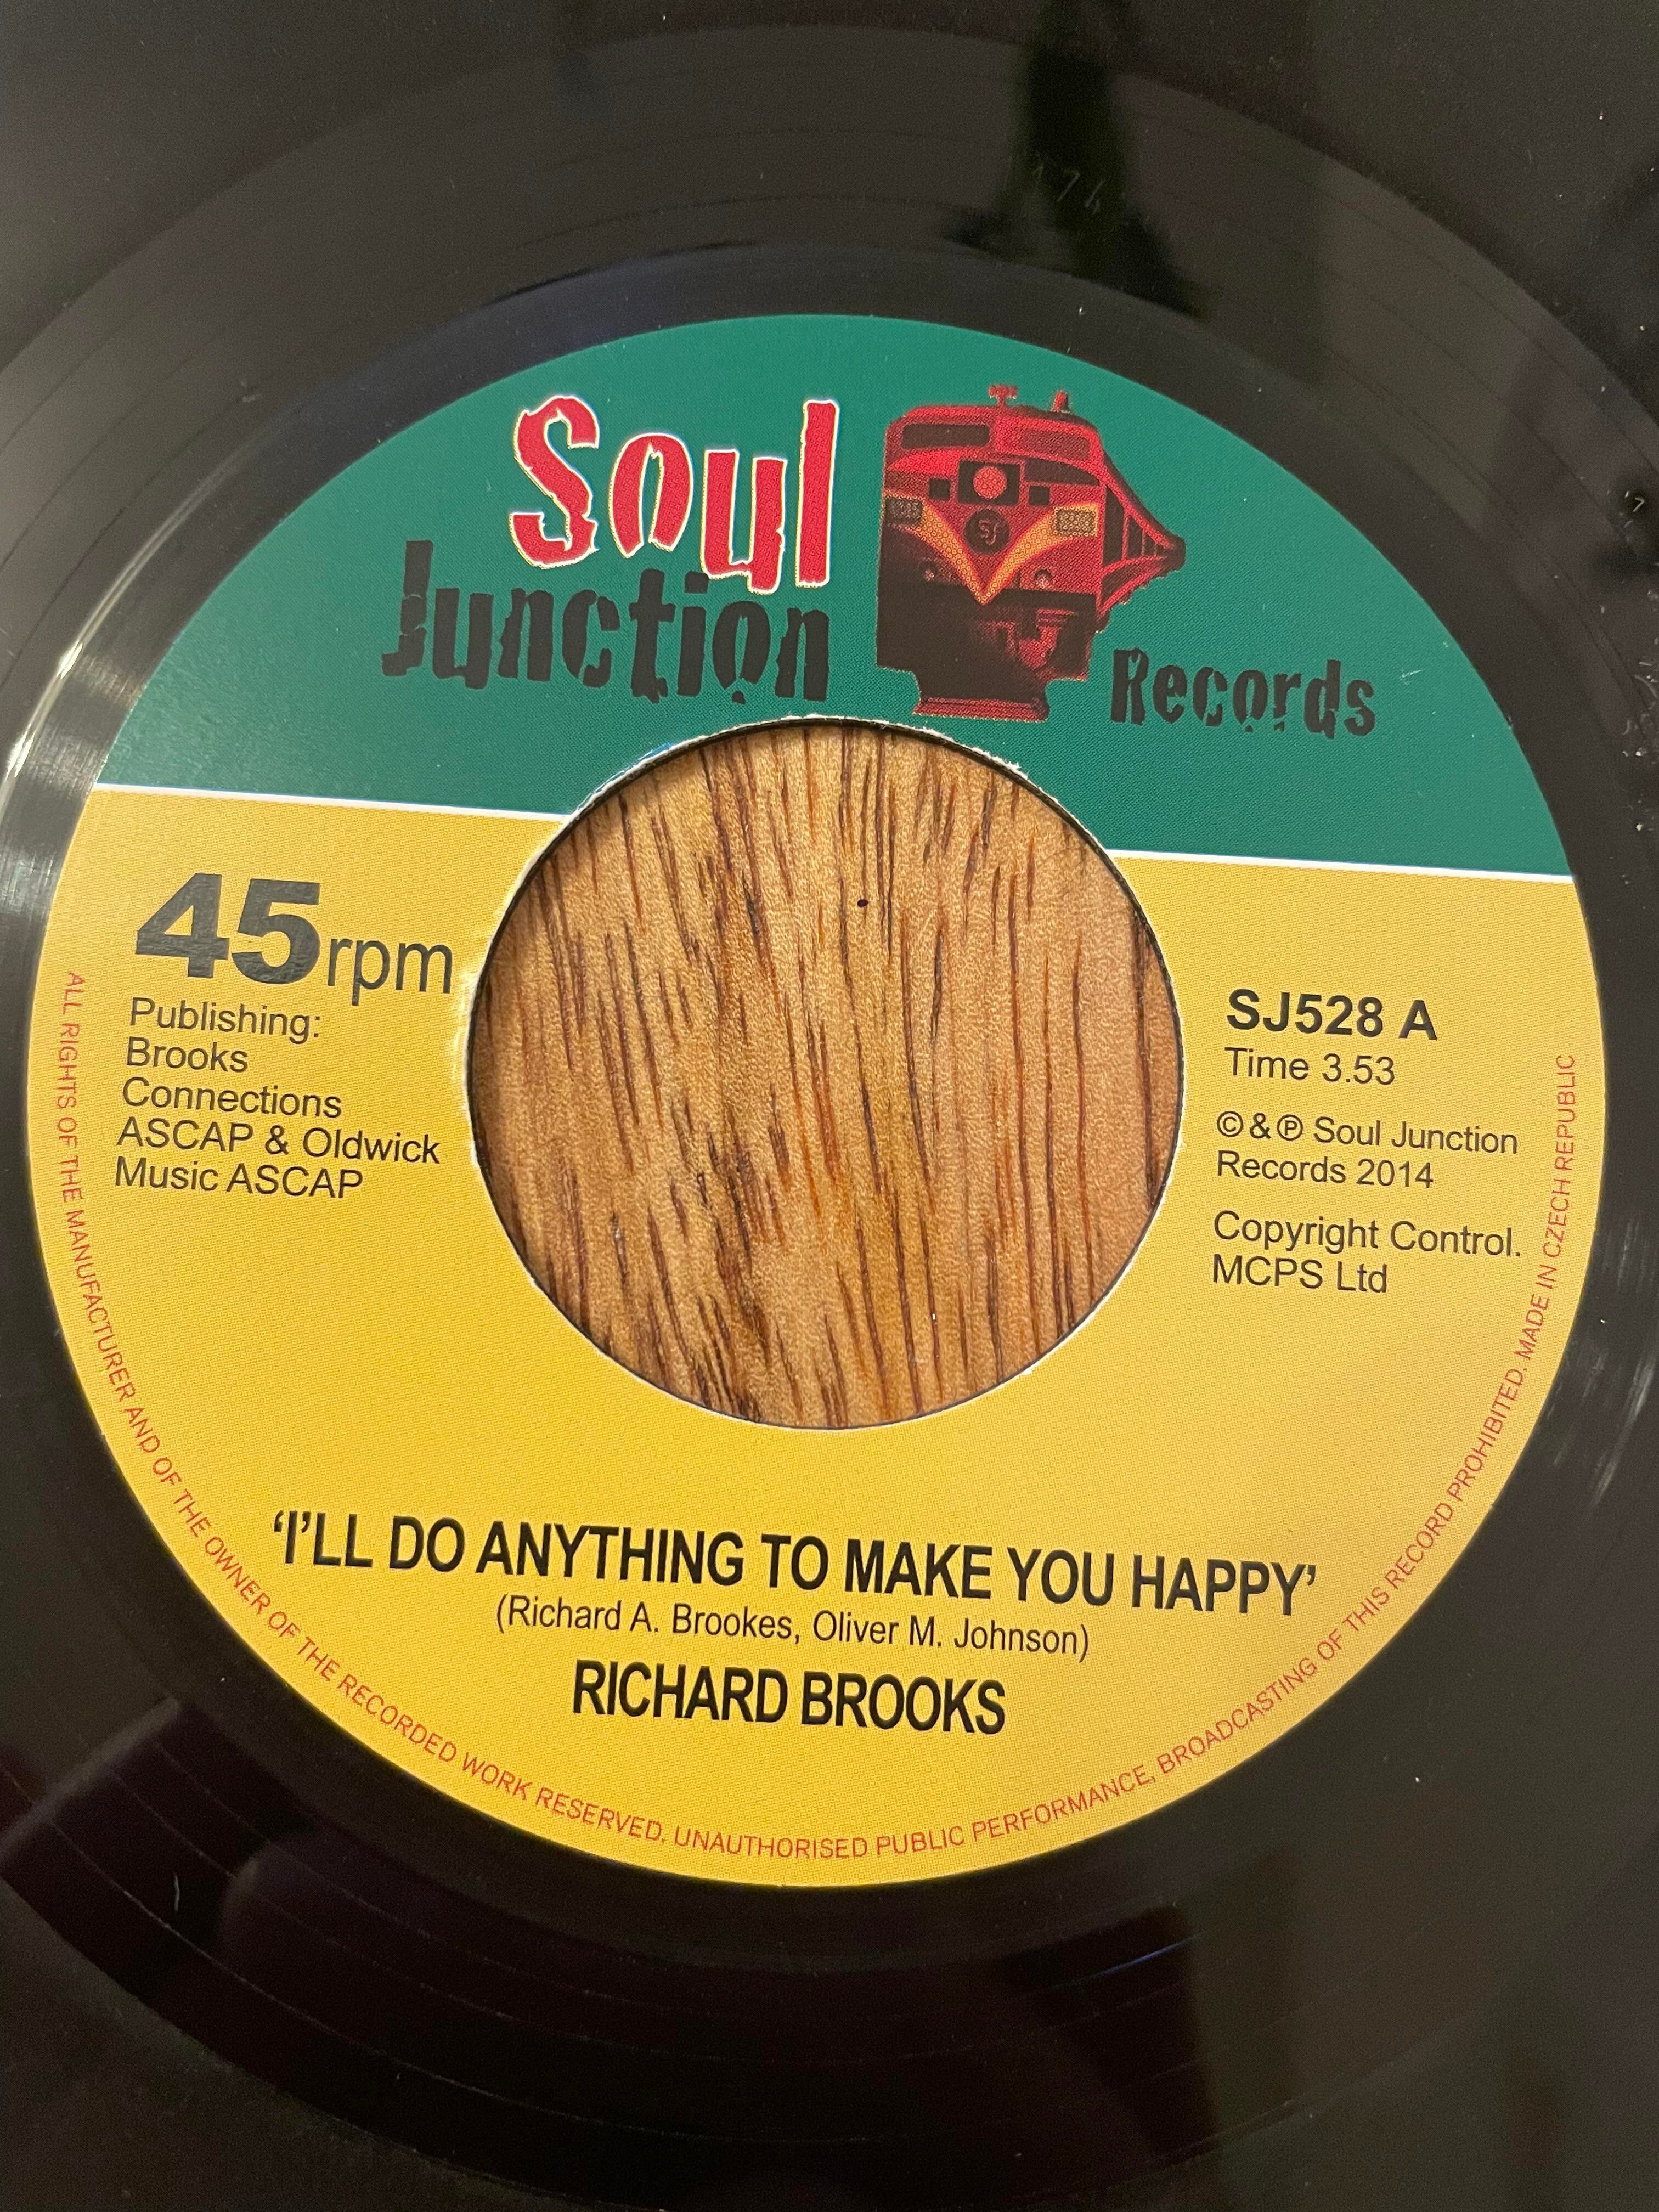 Soul
Junction
Records
SJ
45rpm
Publishing:
Brooks
Connections
ASCAP & Oldwick
Music ASCAP
SJ528 A
Time 3.53
© & ℗ Soul Junction
Records 2014
Copyright Control.
MCPS Ltd
‘I’LL DO ANYTHING TO MAKE YOU HAPPY’
(Richard A. Brookes, Oliver M. Johnson)
RICHARD BROOKS
ALL RIGHTS OF THE MANUFACTURER AND OF THE OWNER OF THE RECORDED WORK RESERVED. UNAUTHORISED PUBLIC PERFORMANCE, BROADCASTING OF THIS RECORD PROHIBITED. MADE IN CZECH REPUBLIC